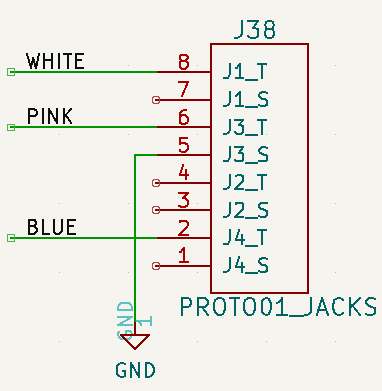 J38
WHITE 8 J1_T
7 J1_S
PINK 6 J3_T
5 J3_S
4 J2_T
3 J2_S
BLUE 2 J4_T
1 J4_S
PROTO01_JACKS
GND 1
GND